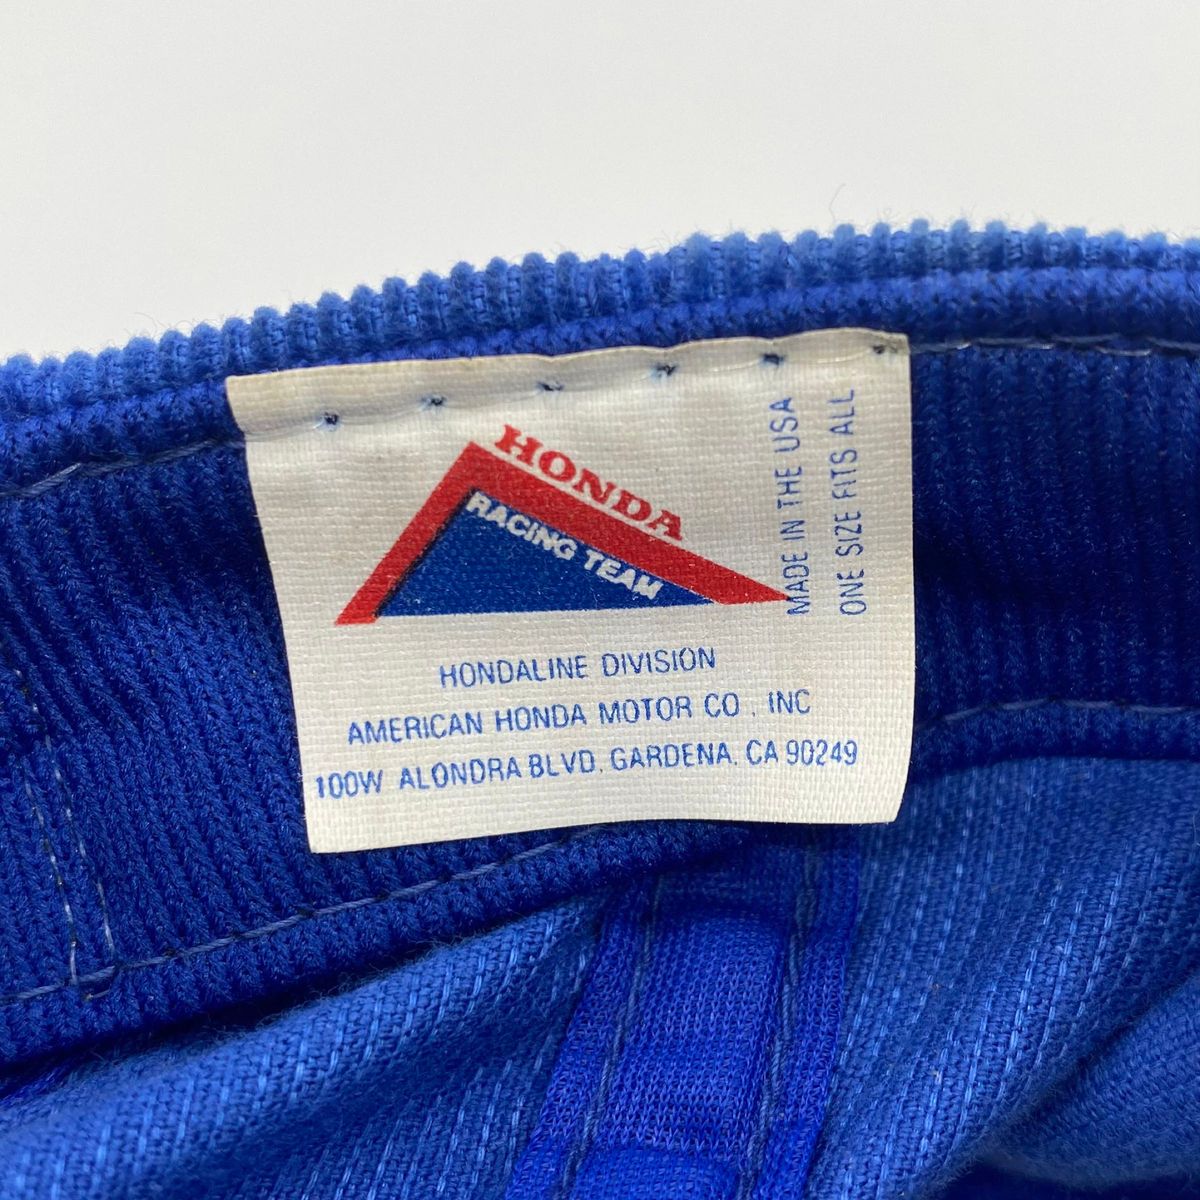 HONDA
RACING TEAM
MADE IN THE USA
ONE SIZE FITS ALL
HONDALINE DIVISION
AMERICAN HONDA MOTOR CO., INC
100W ALONDRA BLVD. GARDENA, CA 90249